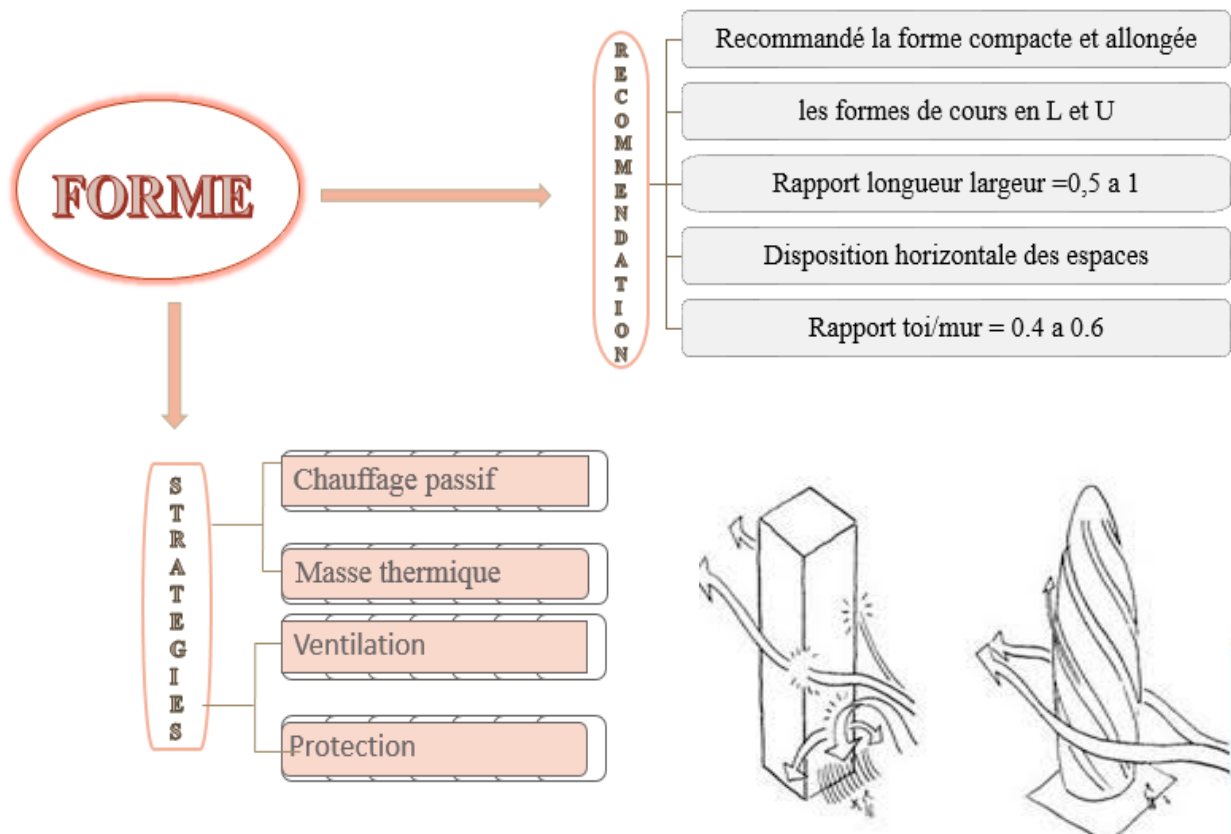 FORME
RECOMMENDATION
Recommandé la forme compacte et allongée
les formes de cours en L et U
Rapport longueur largeur =0,5 a 1
Disposition horizontale des espaces
Rapport toi/mur = 0.4 a 0.6
STRATEGIES
Chauffage passif
Masse thermique
Ventilation
Protection